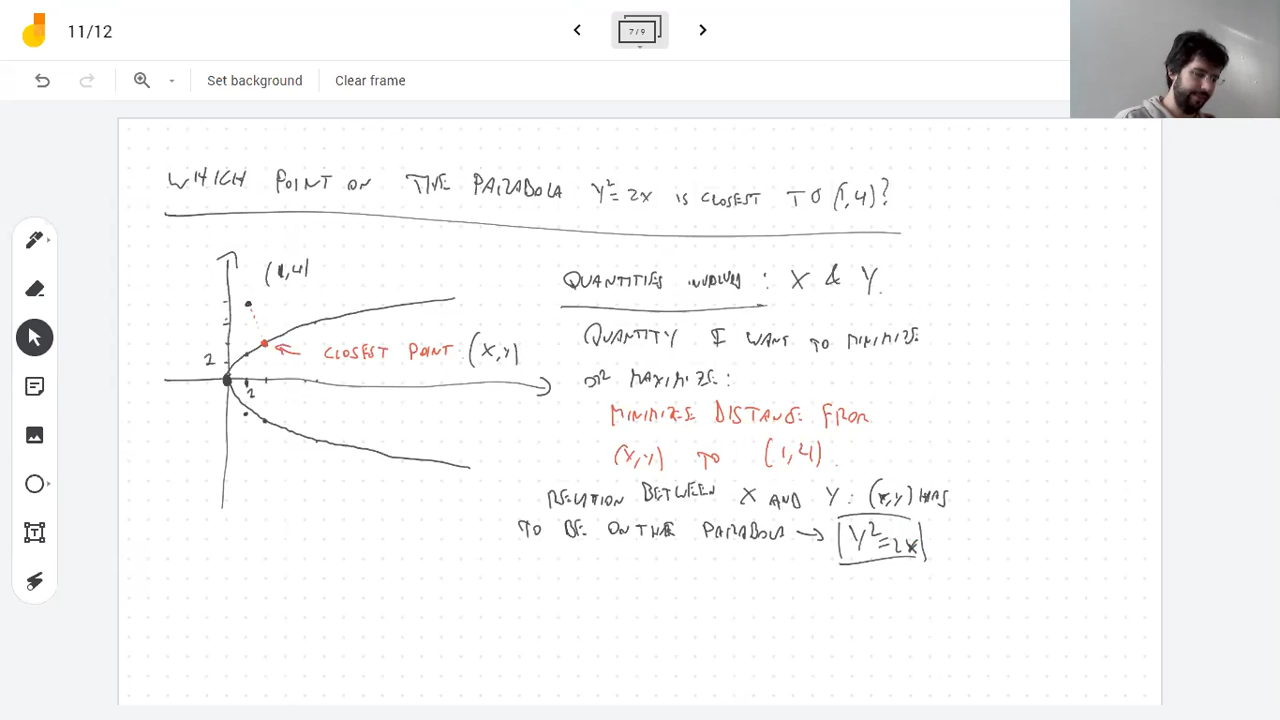 11/12
7 / 9
Set background
Clear frame
WHICH POINT ON THE PARABOLA Y²=2X IS CLOSEST TO (1,4)?
(1,4)
2
2
CLOSEST POINT: (X,Y)
QUANTITIES INVOLVED: X & Y.
QUANTITY I WANT TO MINIMIZE
OR MAXIMIZE:
MINIMIZE DISTANCE FROM
(X,Y) TO (1,4).
RELATION BETWEEN X AND Y: (X,Y) HAS
TO BE ON THE PARABOLA → Y²=2X